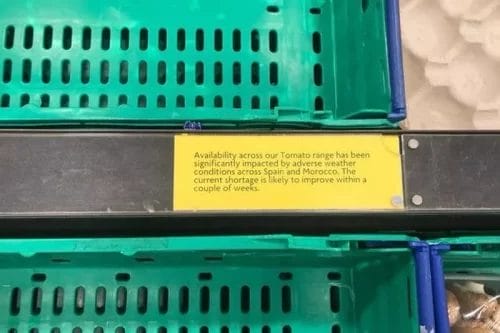 Availability across our Tomato range has been
significantly impacted by adverse weather
conditions across Spain and Morocco. The
current shortage is likely to improve within a
couple of weeks.